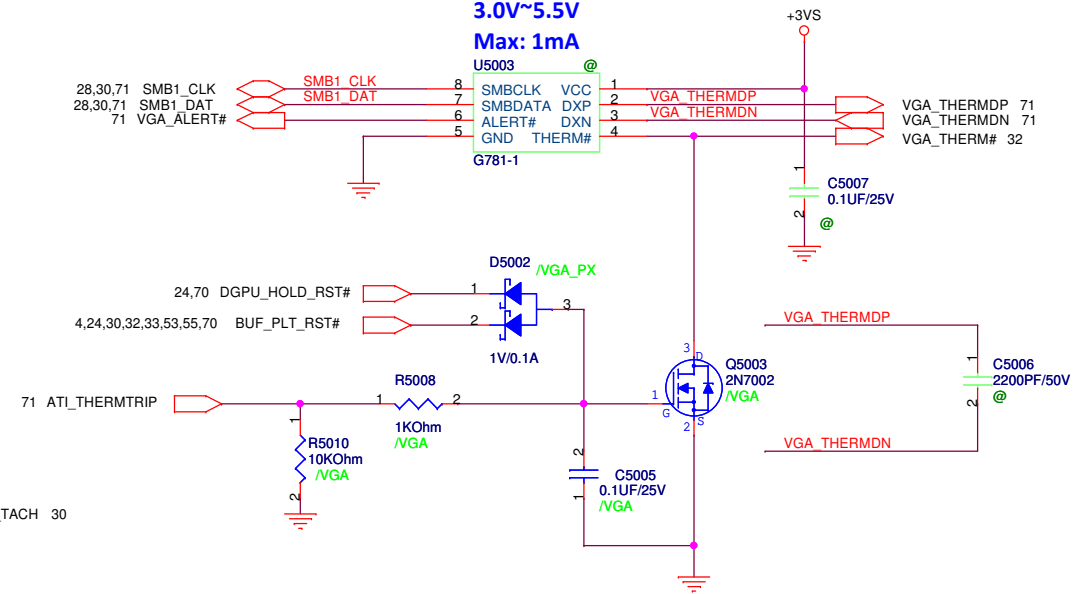 3.0V~5.5V
Max: 1mA
+3VS
U5003 @
28,30,71 SMB1_CLK SMB1_CLK 8 SMBCLK VCC 1
28,30,71 SMB1_DAT SMB1_DAT 7 SMBDATA DXP 2 VGA_THERMDP VGA_THERMDP 71
71 VGA_ALERT# 6 ALERT# DXN 3 VGA_THERMDN VGA_THERMDN 71
5 GND THERM# 4 VGA_THERM# 32
G781-1
1
C5007
0.1UF/25V
2
@
D5002 /VGA_PX
24,70 DGPU_HOLD_RST# 1
3
4,24,30,32,33,53,55,70 BUF_PLT_RST# 2
1V/0.1A
VGA_THERMDP
3 D
Q5003
2N7002
/VGA
1
G
2 S
1
C5006
2200PF/50V
@
2
R5008
71 ATI_THERMTRIP 1 2
1KOhm
/VGA
1
R5010
10KOhm
/VGA
2
VGA_THERMDN
2
C5005
0.1UF/25V
1
/VGA
_TACH 30